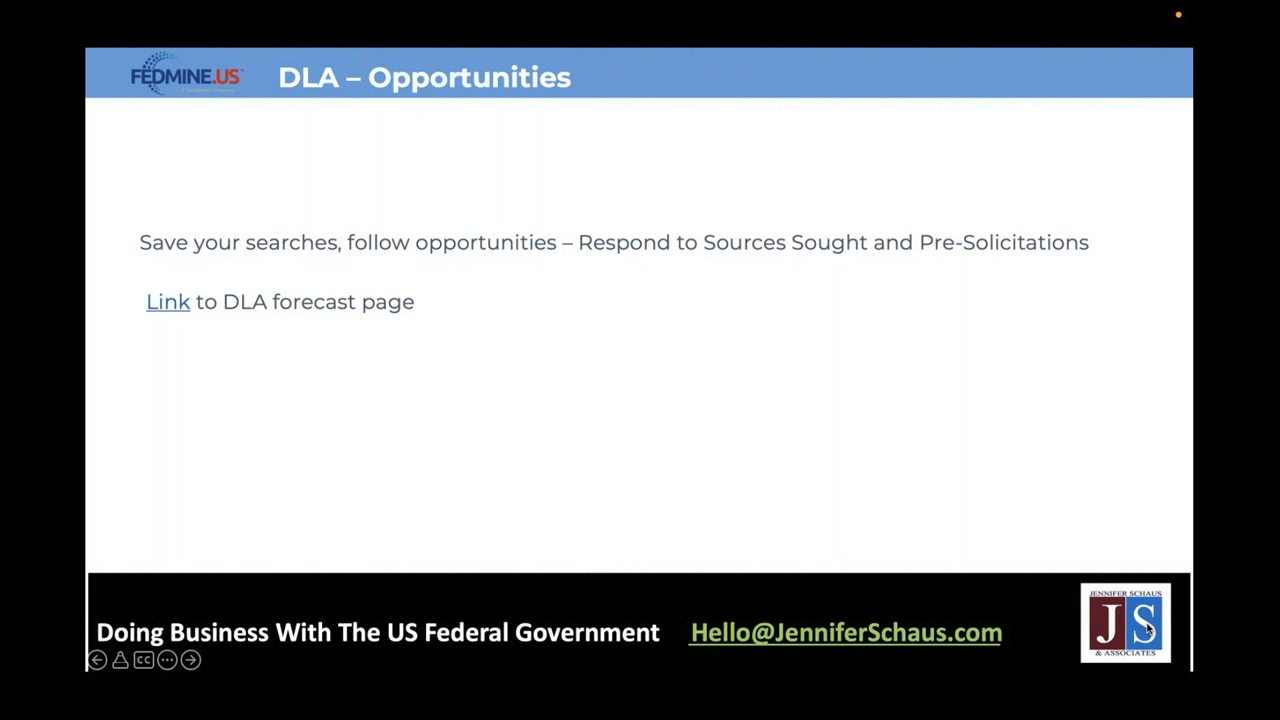 FEDMINE.US
DLA – Opportunities
Save your searches, follow opportunities – Respond to Sources Sought and Pre-Solicitations
Link to DLA forecast page
Doing Business With The US Federal Government Hello@JenniferSchaus.com
JENNIFER SCHAUS
JS
& ASSOCIATES
CC